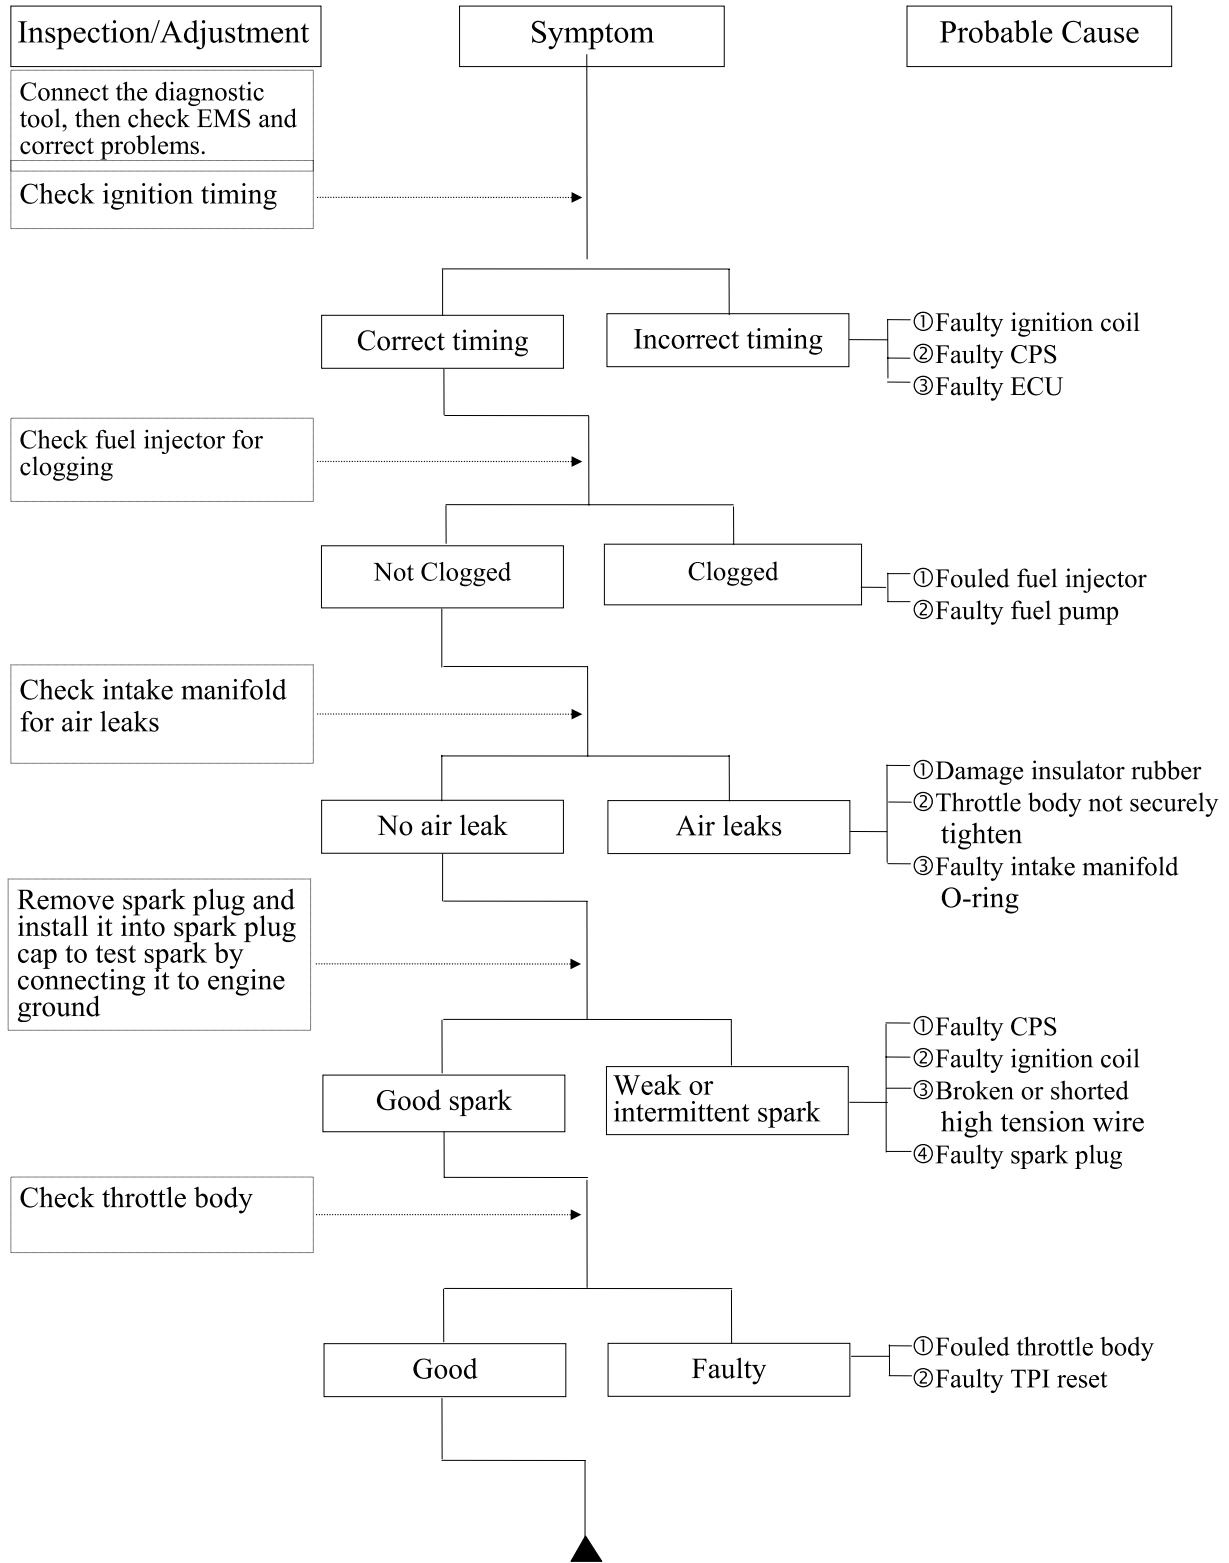 Inspection/Adjustment
Symptom
Probable Cause
Connect the diagnostic
tool, then check EMS and
correct problems.
Check ignition timing
Correct timing
Incorrect timing
①Faulty ignition coil
②Faulty CPS
③Faulty ECU
Check fuel injector for
clogging
Not Clogged
Clogged
①Fouled fuel injector
②Faulty fuel pump
Check intake manifold
for air leaks
No air leak
Air leaks
①Damage insulator rubber
②Throttle body not securely
tighten
③Faulty intake manifold
O-ring
Remove spark plug and
install it into spark plug
cap to test spark by
connecting it to engine
ground
Good spark
Weak or
intermittent spark
①Faulty CPS
②Faulty ignition coil
③Broken or shorted
high tension wire
④Faulty spark plug
Check throttle body
Good
Faulty
①Fouled throttle body
②Faulty TPI reset